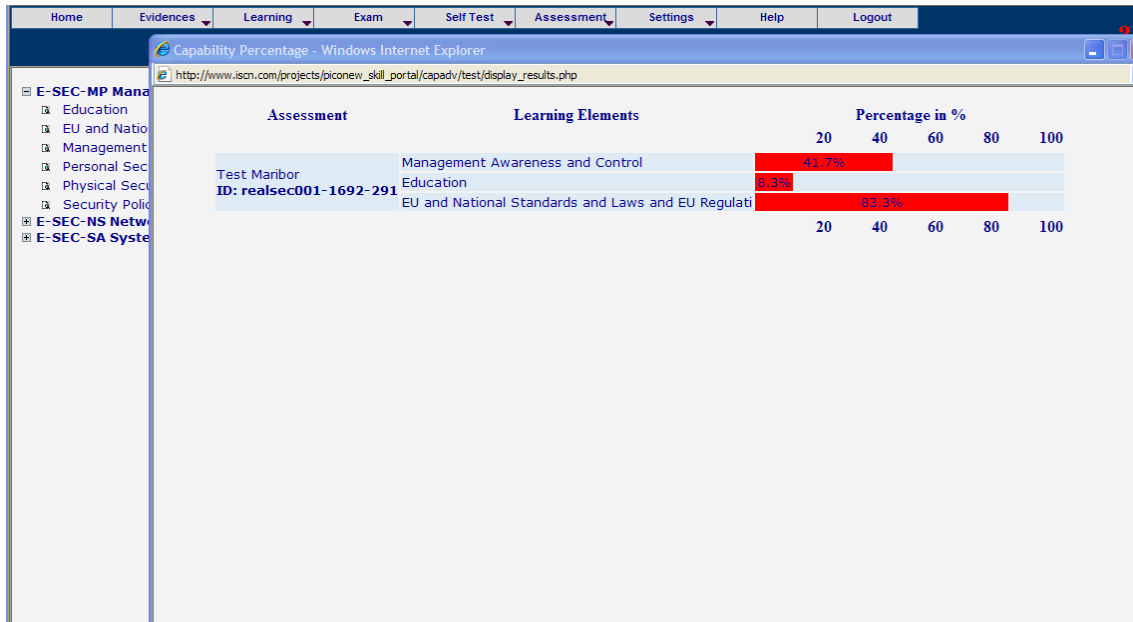 Home Evidences Learning Exam Self Test Assessment Settings Help Logout
?
Capability Percentage - Windows Internet Explorer
http://www.iscn.com/projects/piconew_skill_portal/capadv/test/display_results.php
E-SEC-MP Mana
Education
EU and Natio
Management
Personal Sec
Physical Secu
Security Polic
E-SEC-NS Netw
E-SEC-SA Syste
Assessment Learning Elements Percentage in %
20 40 60 80 100
Test Maribor
ID: realsec001-1692-291
Management Awareness and Control 41.7%
Education 8.3%
EU and National Standards and Laws and EU Regulati 83.3%
20 40 60 80 100